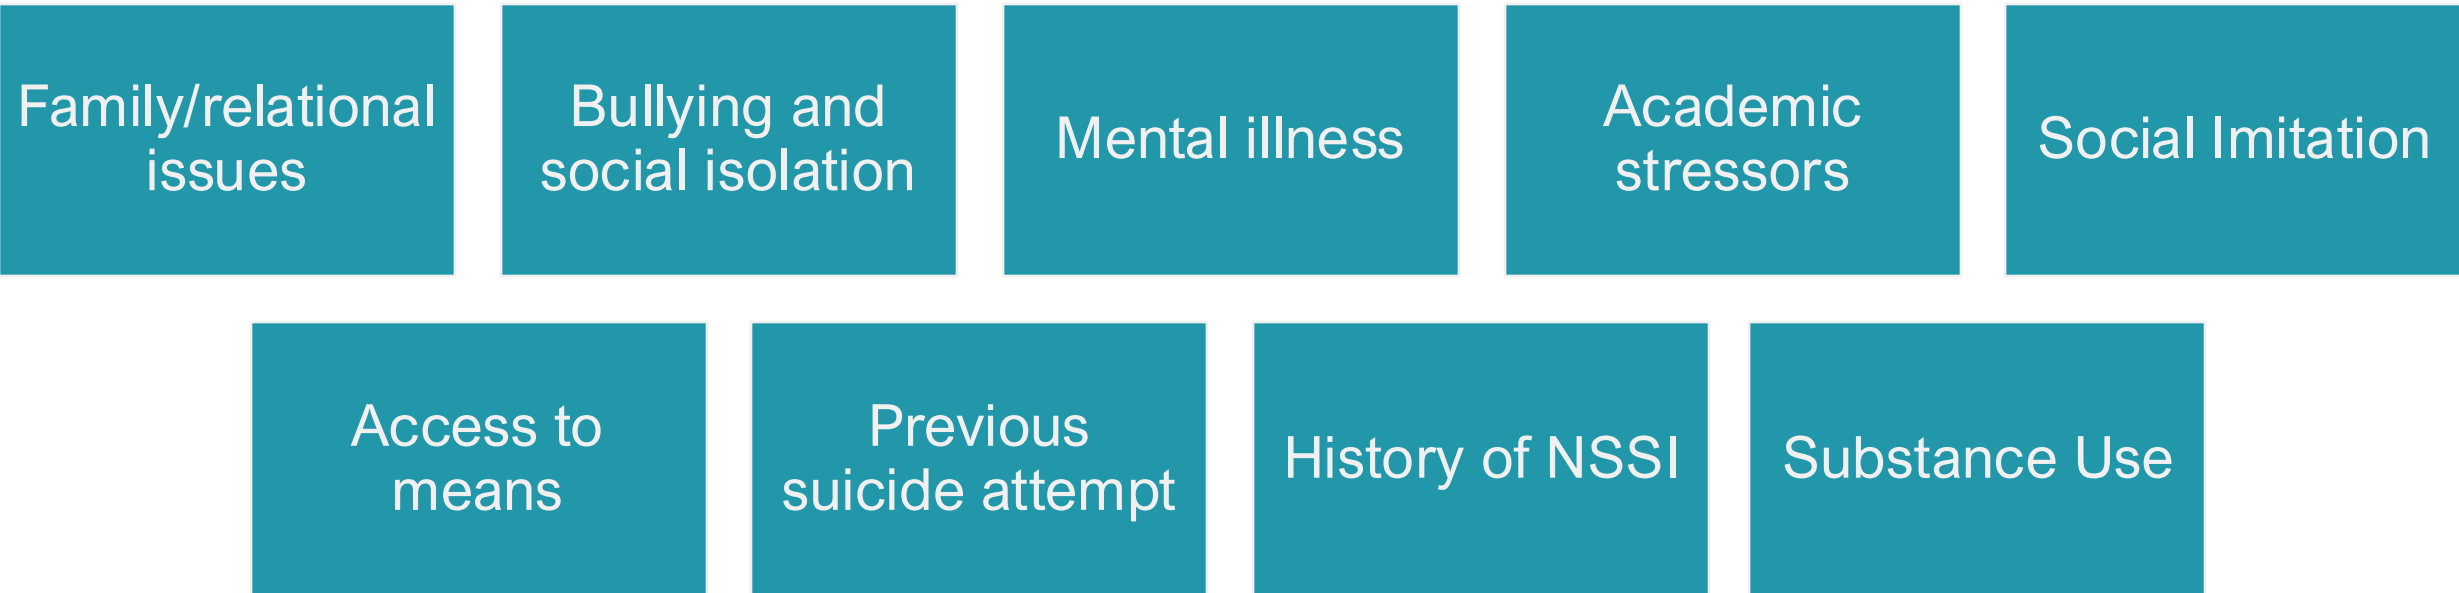 Family/relational
issues
Bullying and
social isolation
Mental illness
Academic
stressors
Social Imitation
Access to
means
Previous
suicide attempt
History of NSSI
Substance Use